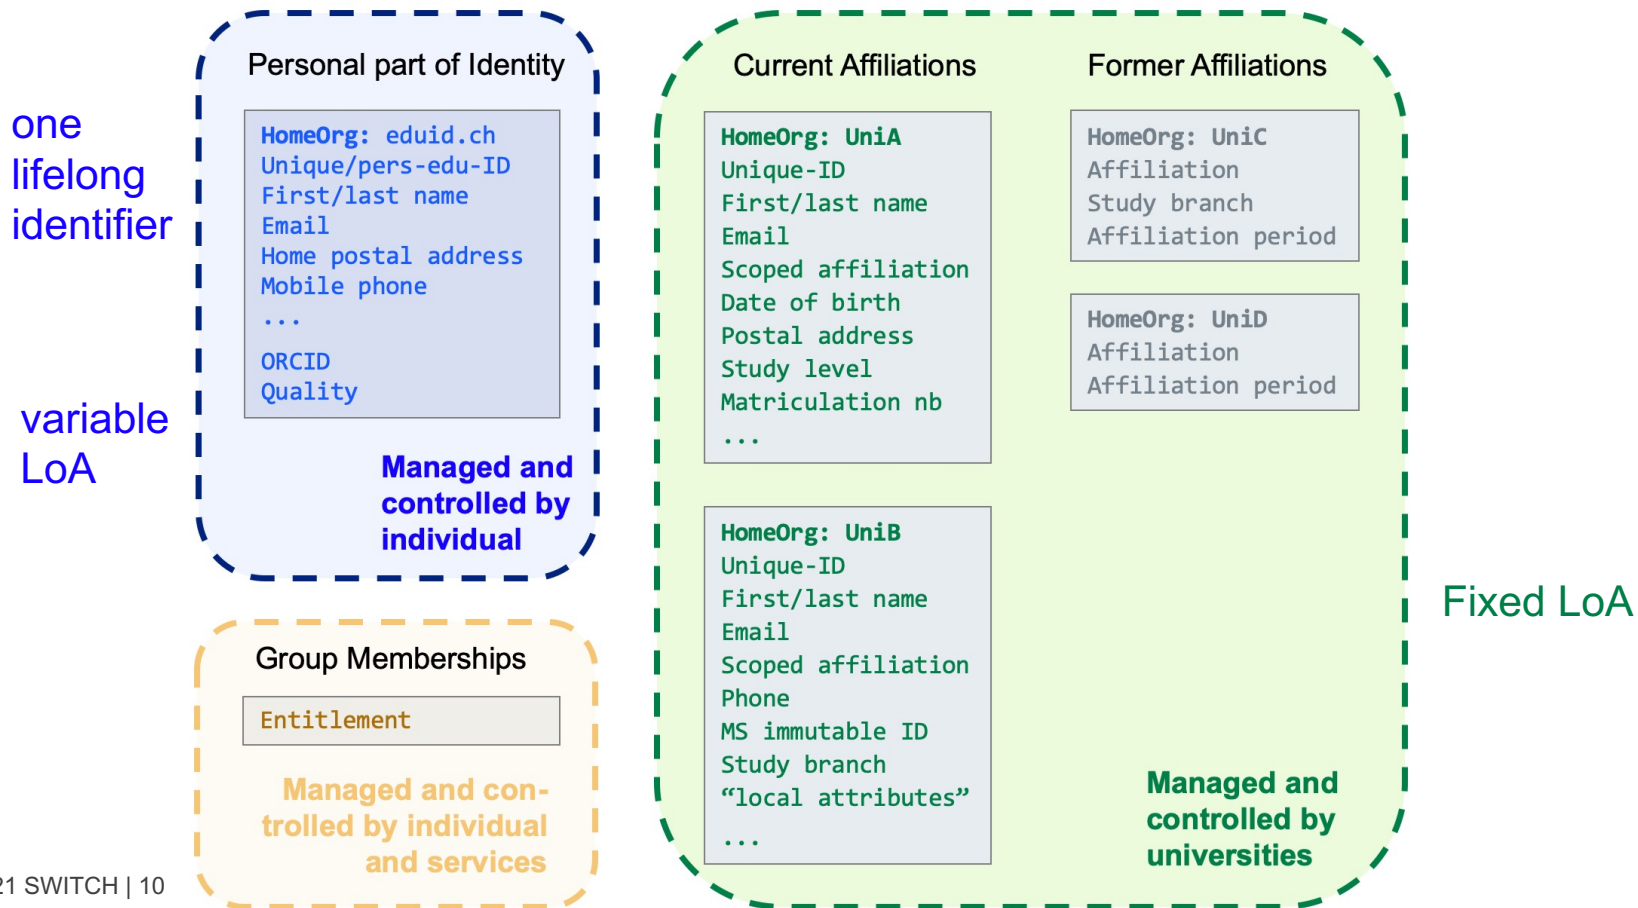 one
lifelong
identifier
variable
LoA
Personal part of Identity
HomeOrg: eduid.ch
Unique/pers-edu-ID
First/last name
Email
Home postal address
Mobile phone
...
ORCID
Quality
Managed and
controlled by
individual
Group Memberships
Entitlement
Managed and con-
trolled by individual
and services
Current Affiliations
HomeOrg: UniA
Unique-ID
First/last name
Email
Scoped affiliation
Date of birth
Postal address
Study level
Matriculation nb
...
HomeOrg: UniB
Unique-ID
First/last name
Email
Scoped affiliation
Phone
MS immutable ID
Study branch
“local attributes”
...
Former Affiliations
HomeOrg: UniC
Affiliation
Study branch
Affiliation period
HomeOrg: UniD
Affiliation
Affiliation period
Managed and
controlled by
universities
Fixed LoA
21 SWITCH | 10